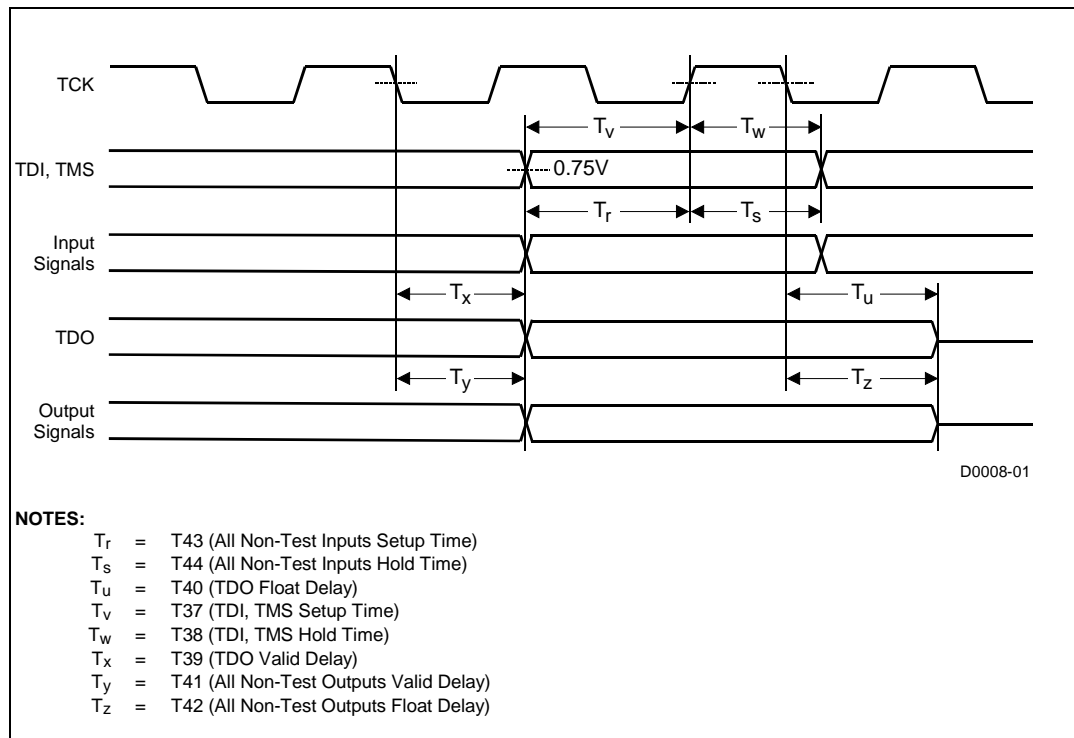 TCK
Tv
Tw
TDI, TMS
0.75V
Tr
Ts
Input
Signals
Tx
Tu
TDO
Ty
Tz
Output
Signals
D0008-01
NOTES:
Tr = T43 (All Non-Test Inputs Setup Time)
Ts = T44 (All Non-Test Inputs Hold Time)
Tu = T40 (TDO Float Delay)
Tv = T37 (TDI, TMS Setup Time)
Tw = T38 (TDI, TMS Hold Time)
Tx = T39 (TDO Valid Delay)
Ty = T41 (All Non-Test Outputs Valid Delay)
Tz = T42 (All Non-Test Outputs Float Delay)